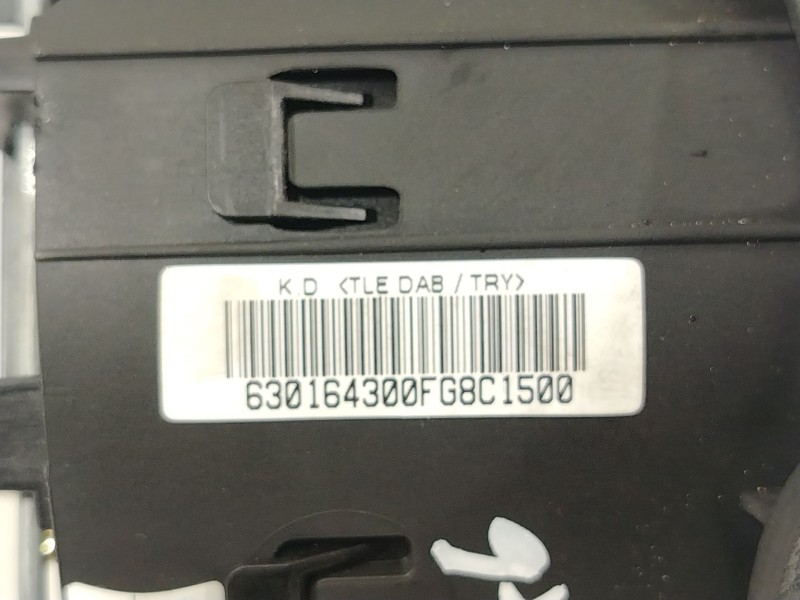 K.D <TLE DAB / TRY>
630164300FG8C1500